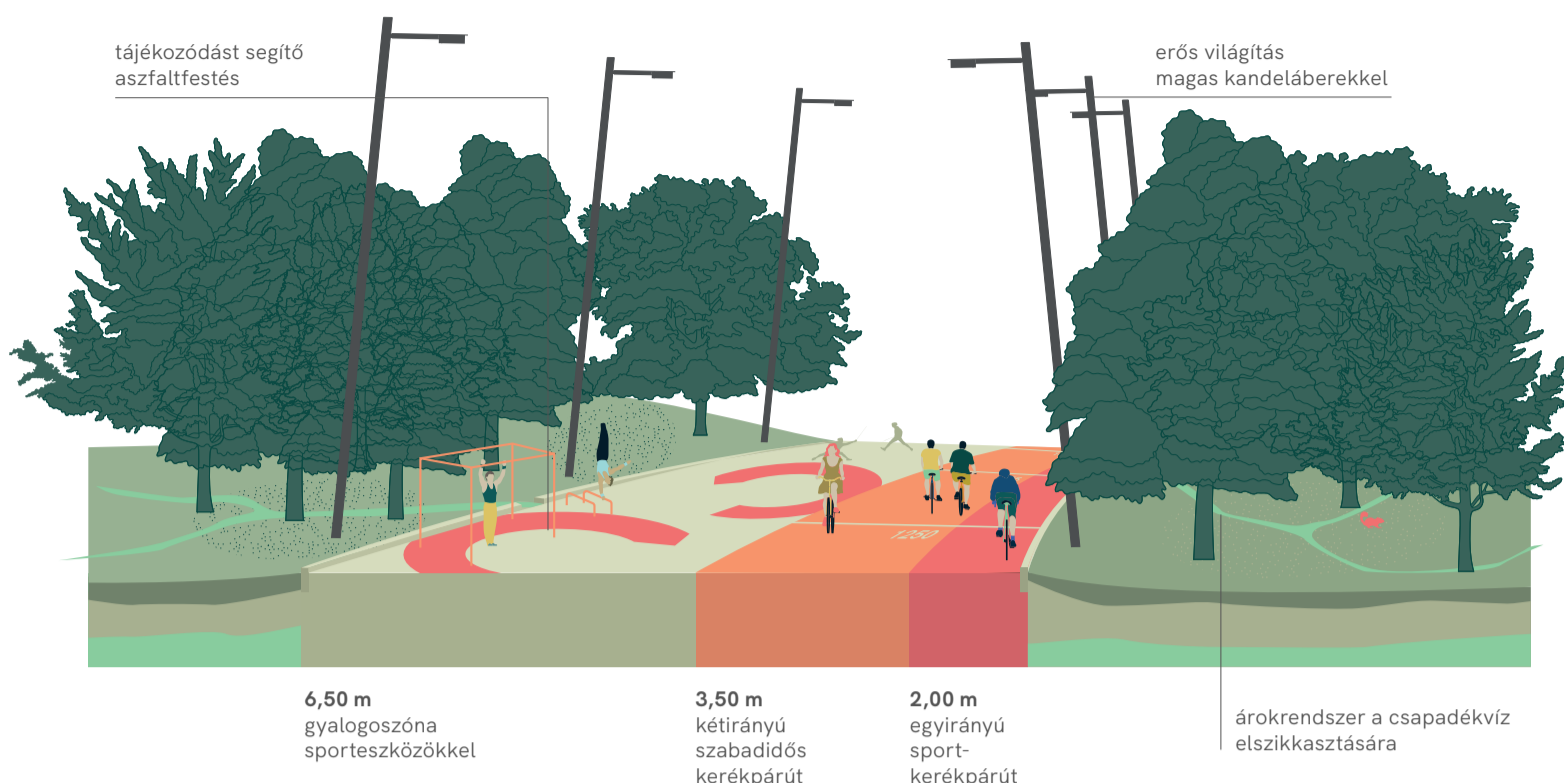 tájékozódást segítő
aszfaltfestés
erős világítás
magas kandeláberekkel
1250
6,50 m
gyalogoszóna
sporteszközökkel
3,50 m
kétirányú
szabadidős
kerékpárút
2,00 m
egyirányú
sport-
kerékpárút
árokrendszer a csapadékvíz
elszikkasztására